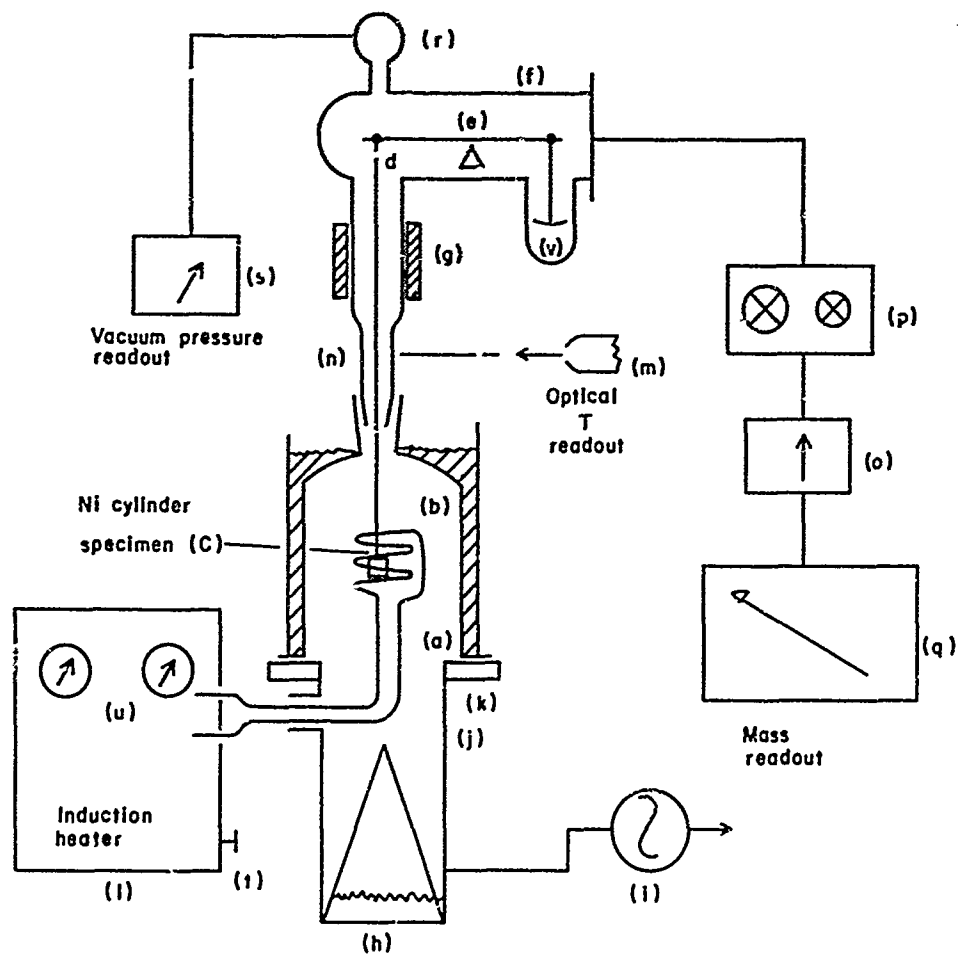 (r)
(f)
(e)
d
(v)
(g)
(s)
(p)
Vacuum pressure
readout
(n)
(m)
Optical
T
readout
(o)
(b)
Ni cylinder
specimen (C)
(a)
(q)
(k)
(u)
(j)
Mass
readout
Induction
heater
(l)
(t)
(i)
(h)